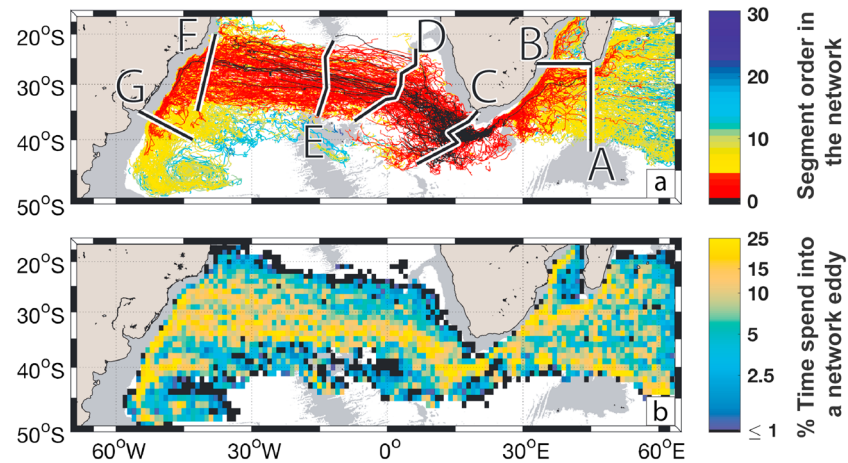 20°S
30°S
40°S
50°S
A
B
C
D
E
F
G
a
30
20
10
0
Segment order in
the network
20°S
30°S
40°S
50°S
60°W
30°W
0°
30°E
60°E
b
25
15
10
5
2.5
≤ 1
% Time spend into
a network eddy